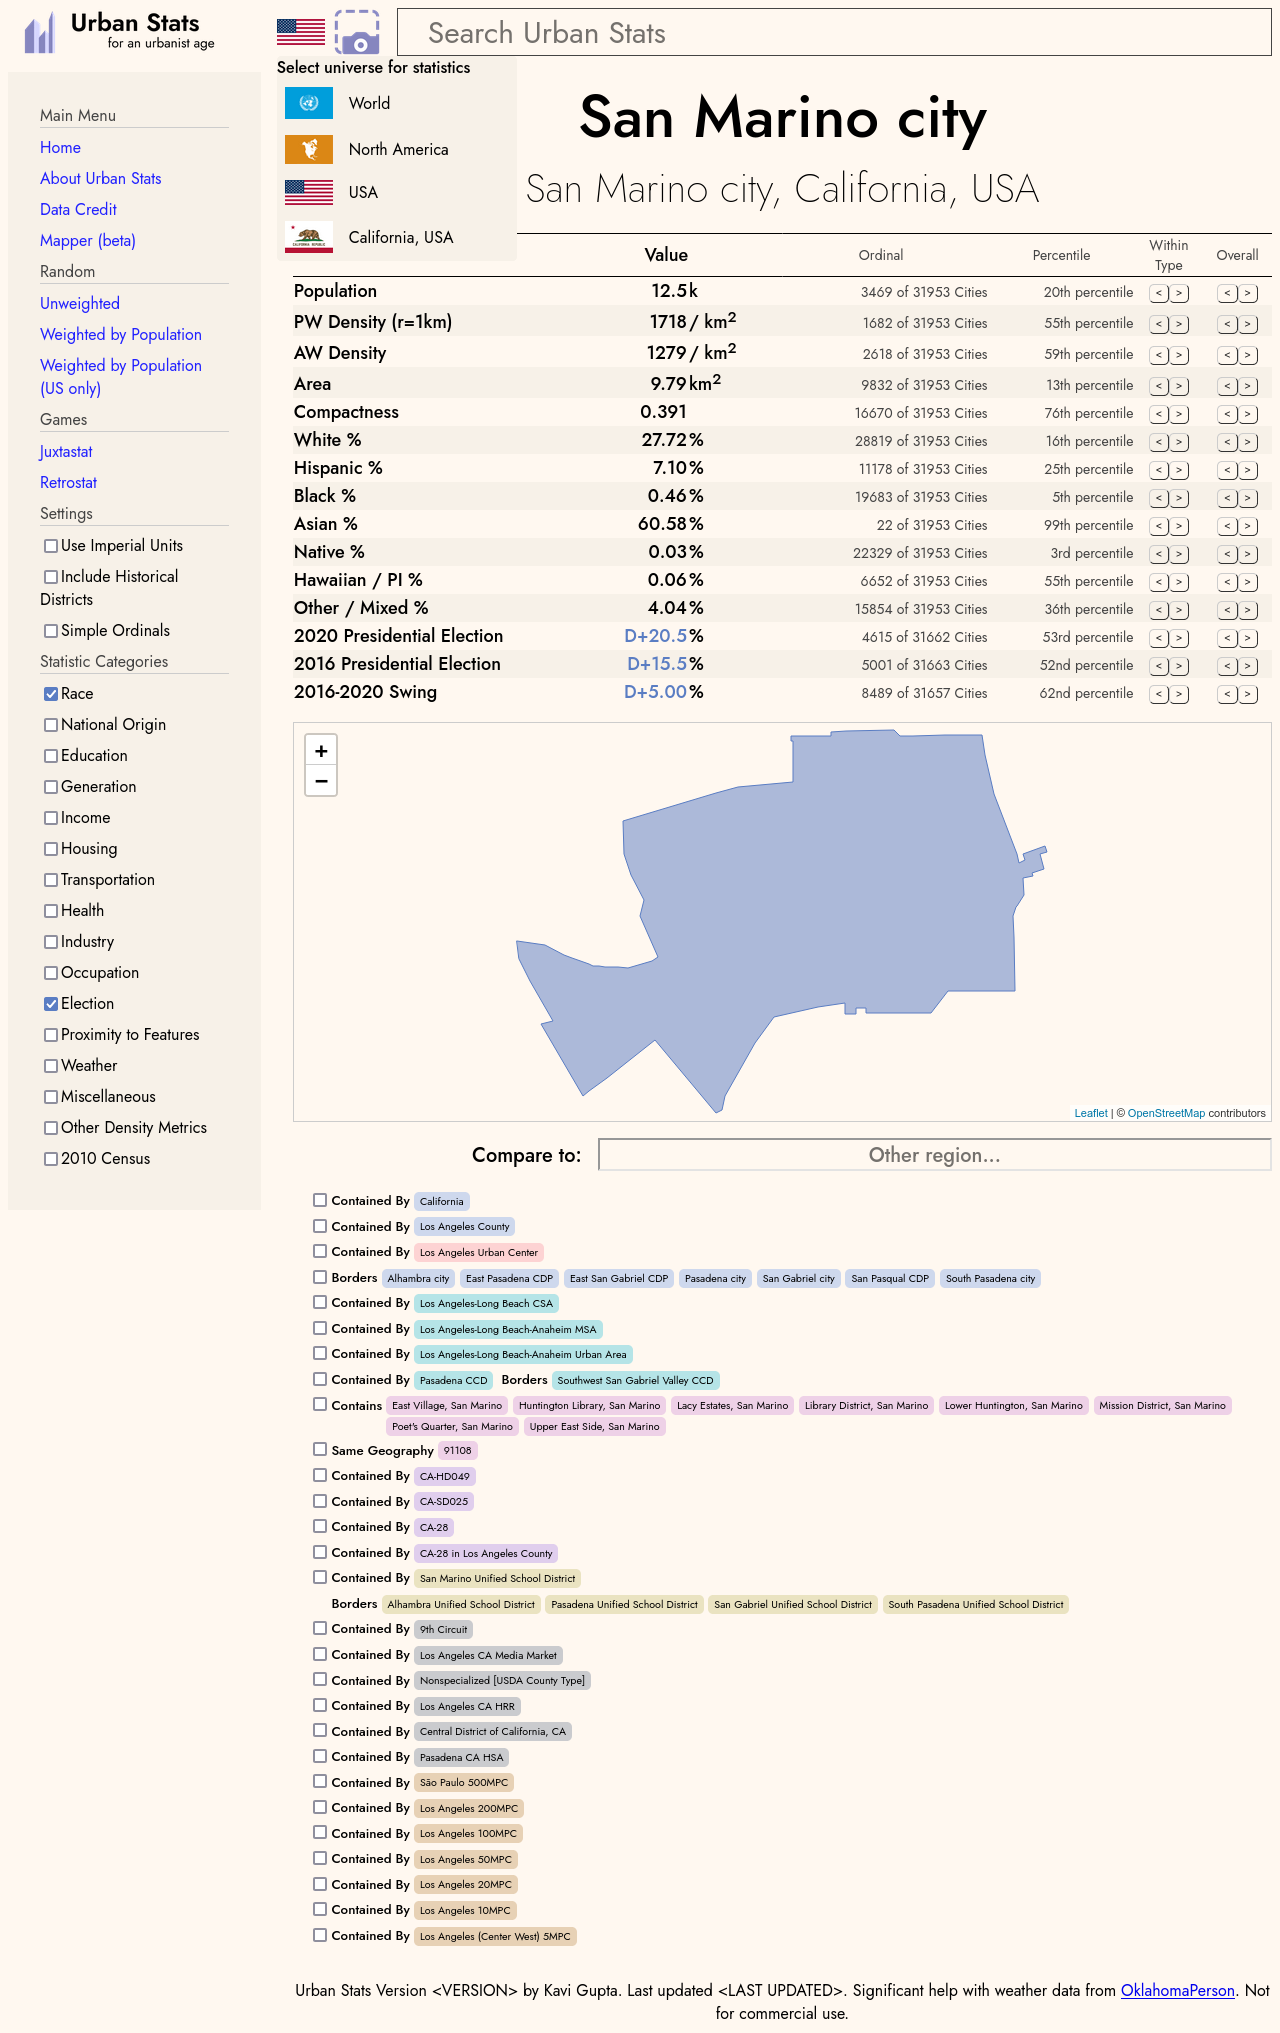 Urban Stats
for an urbanist age
Search Urban Stats
Main Menu
Home
About Urban Stats
Data Credit
Mapper (beta)
Random
Unweighted
Weighted by Population
Weighted by Population
(US only)
Games
Juxtastat
Retrostat
Settings
Use Imperial Units
Include Historical
Districts
Simple Ordinals
Statistic Categories
Race
National Origin
Education
Generation
Income
Housing
Transportation
Health
Industry
Occupation
Election
Proximity to Features
Weather
Miscellaneous
Other Density Metrics
2010 Census
Select universe for statistics
World
North America
USA
California, USA
San Marino city
San Marino city, California, USA
Value Ordinal Percentile Within Type Overall
Population 12.5k 3469 of 31953 Cities 20th percentile < > < >
PW Density (r=1km) 1718/ km² 1682 of 31953 Cities 55th percentile < > < >
AW Density 1279/ km² 2618 of 31953 Cities 59th percentile < > < >
Area 9.79km² 9832 of 31953 Cities 13th percentile < > < >
Compactness 0.391 16670 of 31953 Cities 76th percentile < > < >
White % 27.72% 28819 of 31953 Cities 16th percentile < > < >
Hispanic % 7.10% 11178 of 31953 Cities 25th percentile < > < >
Black % 0.46% 19683 of 31953 Cities 5th percentile < > < >
Asian % 60.58% 22 of 31953 Cities 99th percentile < > < >
Native % 0.03% 22329 of 31953 Cities 3rd percentile < > < >
Hawaiian / PI % 0.06% 6652 of 31953 Cities 55th percentile < > < >
Other / Mixed % 4.04% 15854 of 31953 Cities 36th percentile < > < >
2020 Presidential Election D+20.5% 4615 of 31662 Cities 53rd percentile < > < >
2016 Presidential Election D+15.5% 5001 of 31663 Cities 52nd percentile < > < >
2016-2020 Swing D+5.00% 8489 of 31657 Cities 62nd percentile < > < >
+
−
Leaflet | © OpenStreetMap contributors
Compare to: Other region...
Contained By California
Contained By Los Angeles County
Contained By Los Angeles Urban Center
Borders Alhambra city East Pasadena CDP East San Gabriel CDP Pasadena city San Gabriel city San Pasqual CDP South Pasadena city
Contained By Los Angeles-Long Beach CSA
Contained By Los Angeles-Long Beach-Anaheim MSA
Contained By Los Angeles-Long Beach-Anaheim Urban Area
Contained By Pasadena CCD Borders Southwest San Gabriel Valley CCD
Contains East Village, San Marino Huntington Library, San Marino Lacy Estates, San Marino Library District, San Marino Lower Huntington, San Marino Mission District, San Marino
Poet's Quarter, San Marino Upper East Side, San Marino
Same Geography 91108
Contained By CA-HD049
Contained By CA-SD025
Contained By CA-28
Contained By CA-28 in Los Angeles County
Contained By San Marino Unified School District
Borders Alhambra Unified School District Pasadena Unified School District San Gabriel Unified School District South Pasadena Unified School District
Contained By 9th Circuit
Contained By Los Angeles CA Media Market
Contained By Nonspecialized [USDA County Type]
Contained By Los Angeles CA HRR
Contained By Central District of California, CA
Contained By Pasadena CA HSA
Contained By São Paulo 500MPC
Contained By Los Angeles 200MPC
Contained By Los Angeles 100MPC
Contained By Los Angeles 50MPC
Contained By Los Angeles 20MPC
Contained By Los Angeles 10MPC
Contained By Los Angeles (Center West) 5MPC
Urban Stats Version <VERSION> by Kavi Gupta. Last updated <LAST UPDATED>. Significant help with weather data from OklahomaPerson. Not
for commercial use.